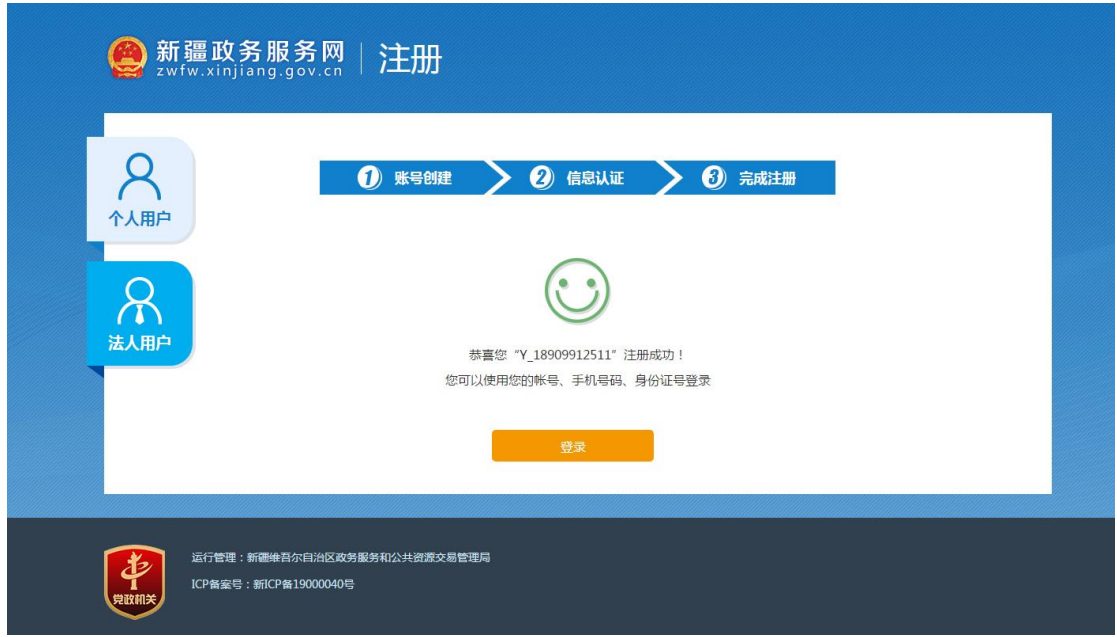 新疆政务服务网
zwfw.xinjiang.gov.cn
注册
个人用户
法人用户
1 账号创建
2 信息认证
3 完成注册
恭喜您“Y_18909912511”注册成功！
您可以使用您的帐号、手机号码、身份证号登录
登录
党政机关
运行管理：新疆维吾尔自治区政务服务和公共资源交易管理局
ICP备案号：新ICP备19000040号